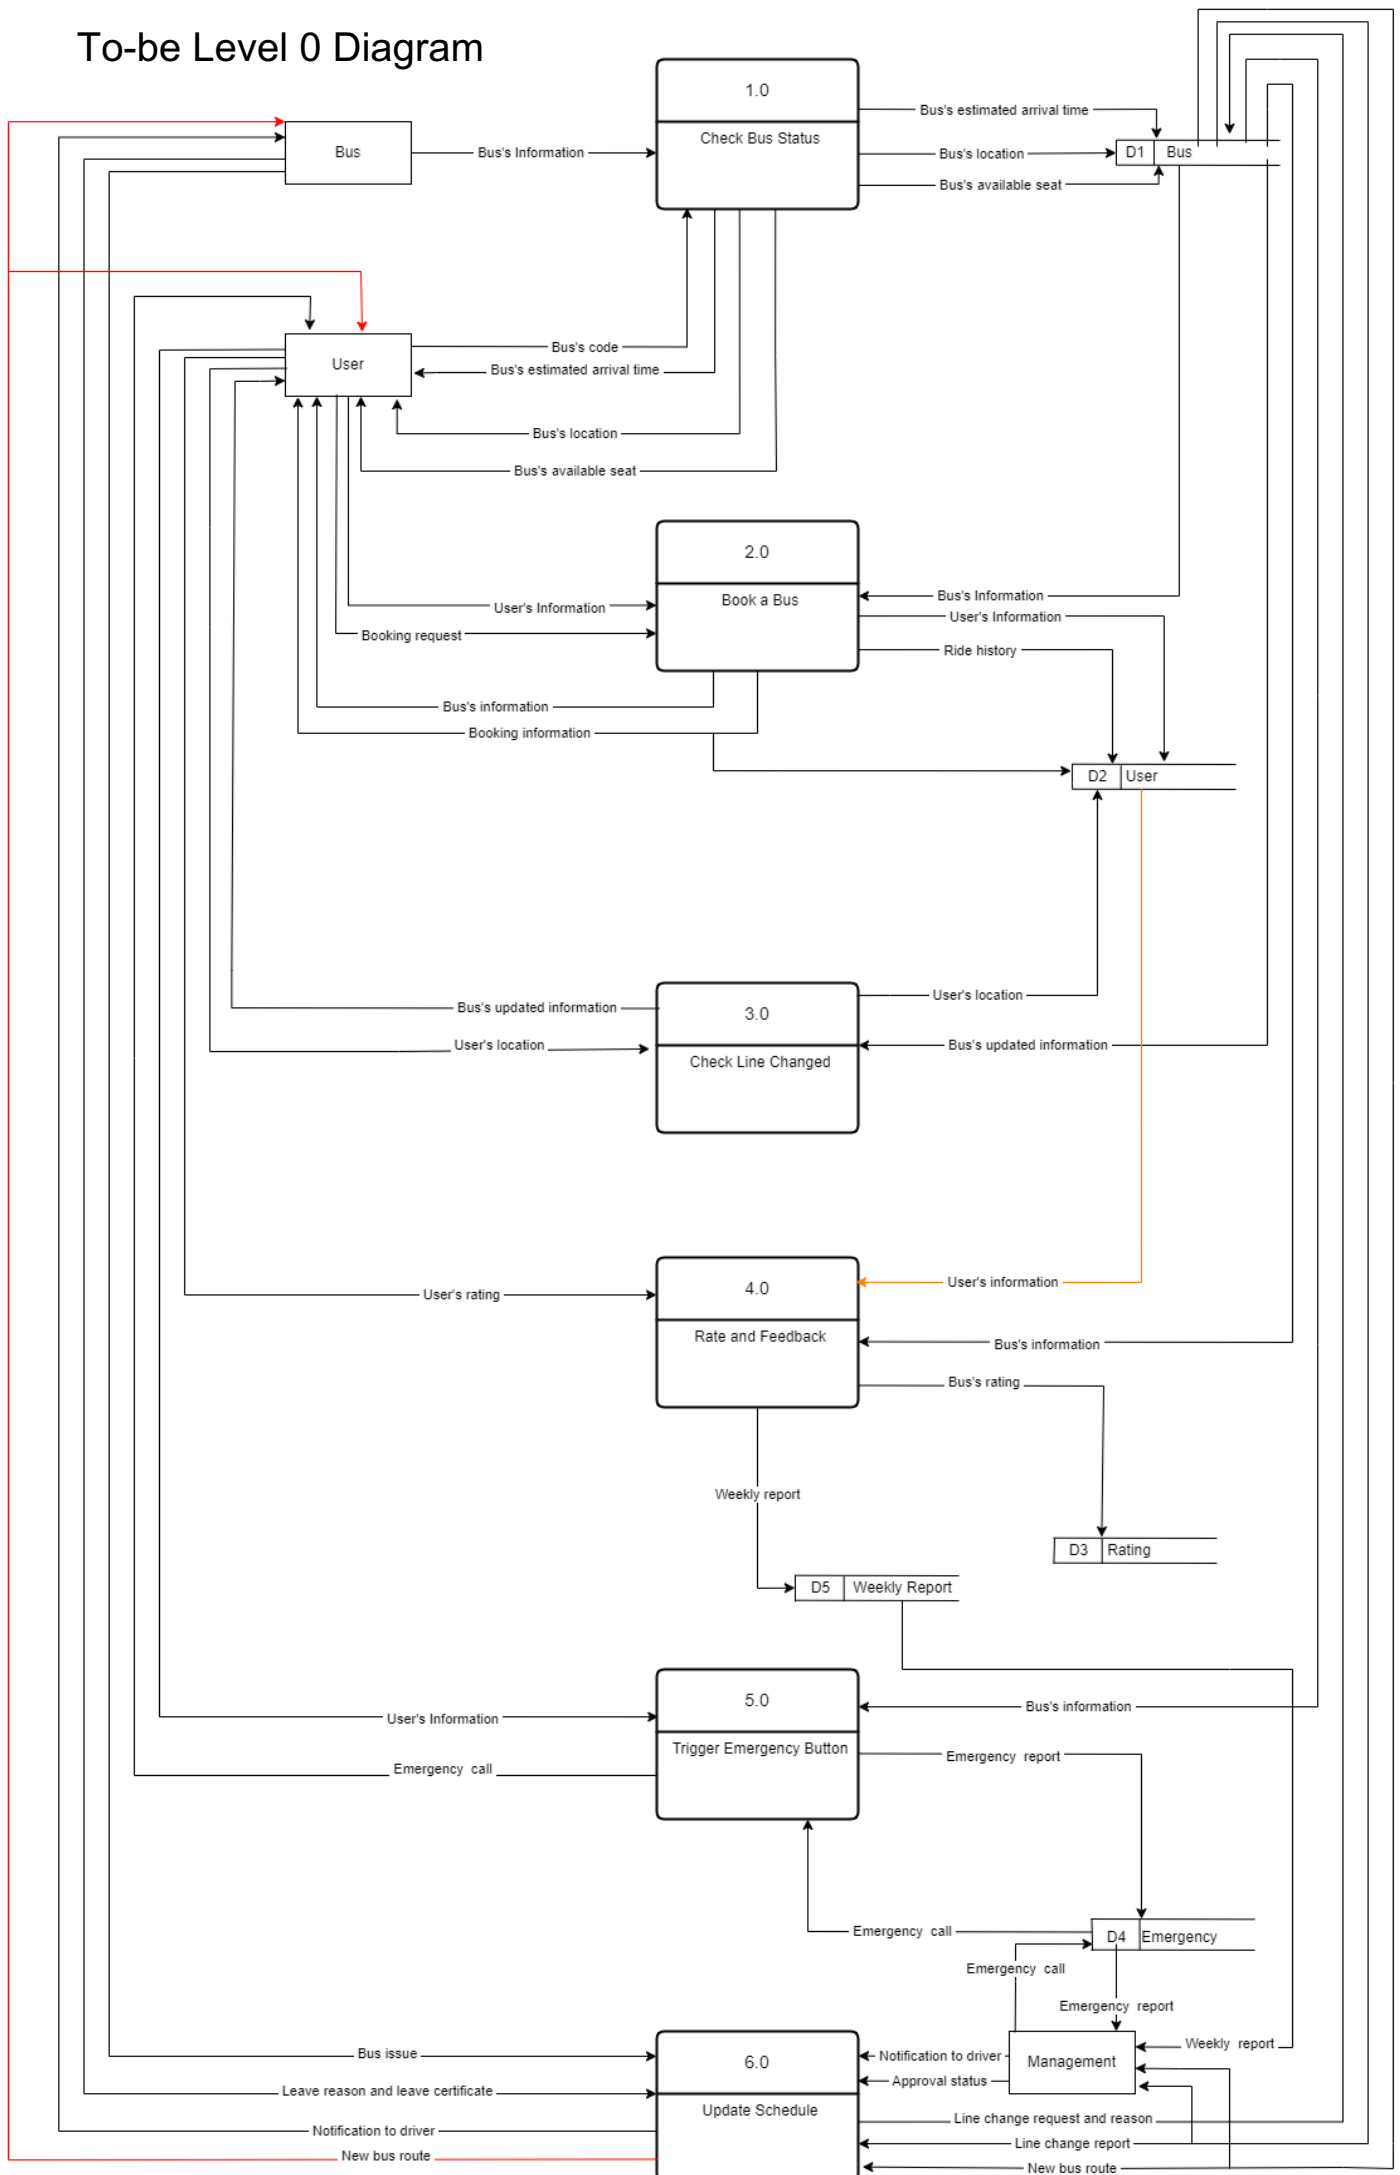 To-be Level 0 Diagram
1.0
Check Bus Status
Bus
Bus's Information
Bus's estimated arrival time
Bus's location
Bus's available seat
D1
Bus
User
Bus's code
Bus's estimated arrival time
Bus's location
Bus's available seat
2.0
Book a Bus
User's Information
Booking request
Bus's information
Booking information
Bus's Information
User's Information
Ride history
D2
User
3.0
Check Line Changed
Bus's updated information
User's location
User's location
Bus's updated information
4.0
Rate and Feedback
User's rating
User's information
Bus's information
Bus's rating
Weekly report
D3
Rating
D5
Weekly Report
5.0
Trigger Emergency Button
User's Information
Emergency call
Bus's information
Emergency report
Emergency call
D4
Emergency
Emergency call
Emergency report
6.0
Update Schedule
Bus issue
Leave reason and leave certificate
Notification to driver
New bus route
Notification to driver
Approval status
Management
Weekly report
Line change request and reason
Line change report
New bus route